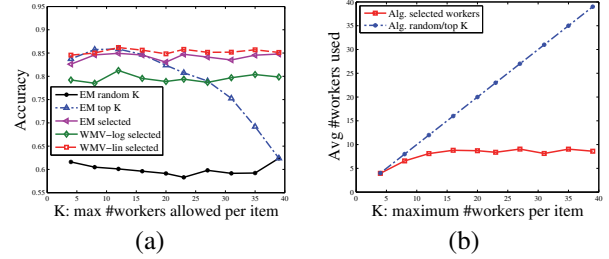 0.9
0.85
0.8
0.75
0.7
0.65
0.6
0.55
0 5 10 15 20 25 30 35 40
Accuracy
EM random K
EM top K
EM selected
WMV-log selected
WMV-lin selected
K: max #workers allowed per item
(a)
40
30
20
10
0
0 10 20 30 40
Avg #workers used
Alg. selected workers
Alg. random/top K
K: maximum #workers per item
(b)